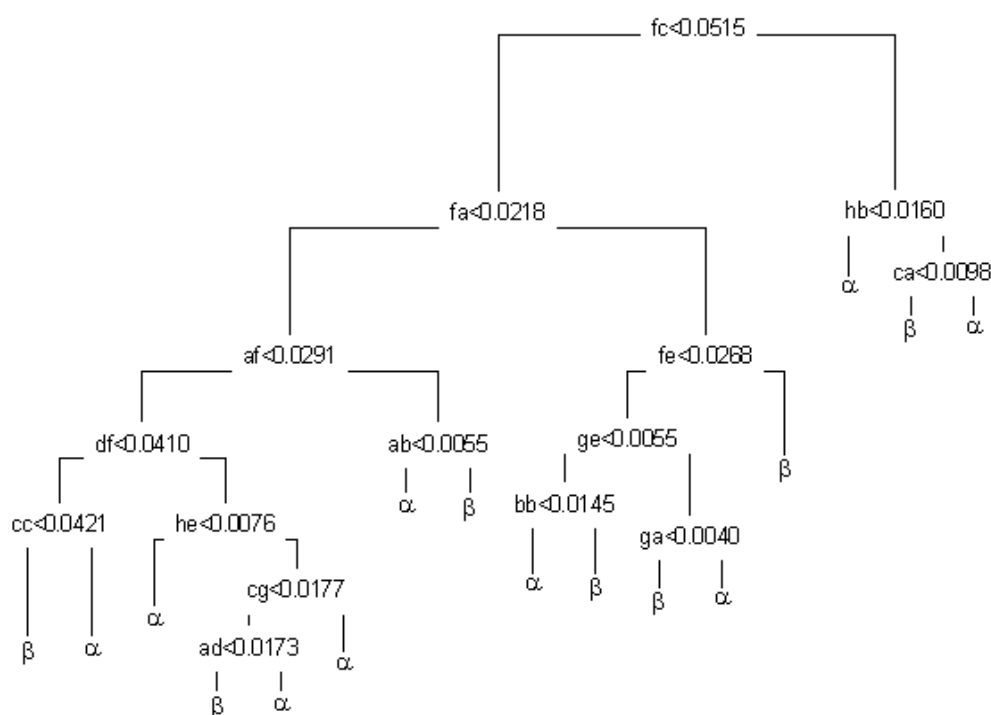 fc<0.0515
fa<0.0218
hb<0.0160
α
ca<0.0098
β
α
af<0.0291
fe<0.0268
df<0.0410
ab<0.0055
ge<0.0055
β
α
β
cc<0.0421
he<0.0076
bb<0.0145
ga<0.0040
α
β
β
α
cg<0.0177
α
β
α
ad<0.0173
α
β
α